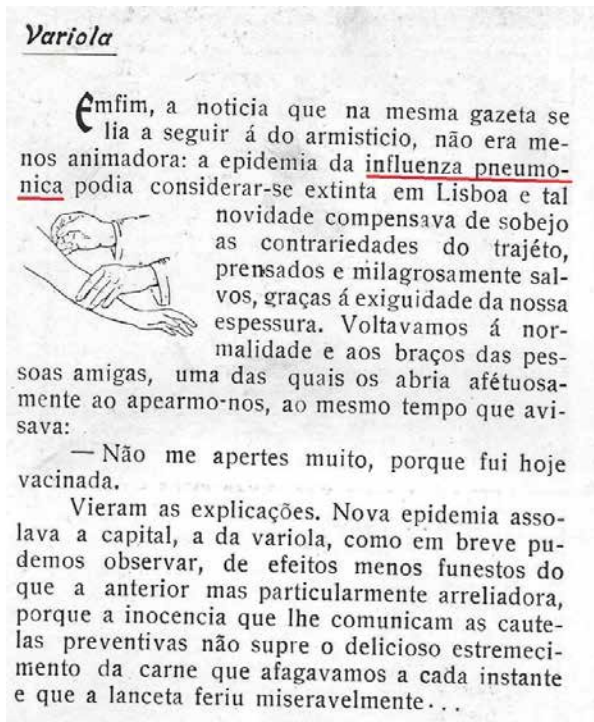 Variola
Emfim, a noticia que na mesma gazeta se
lia a seguir á do armisticio, não era me-
nos animadora: a epidemia da influenza pneumo-
nica podia considerar-se extinta em Lisboa e tal
novidade compensava de sobejo
as contrariedades do trajéto,
prensados e milagrosamente sal-
vos, graças á exiguidade da nossa
espessura. Voltavamos á nor-
malidade e aos braços das pes-
soas amigas, uma das quais os abria afétuosa-
mente ao apearmo-nos, ao mesmo tempo que avi-
sava:
— Não me apertes muito, porque fui hoje
vacinada.
Vieram as explicações. Nova epidemia asso-
lava a capital, a da variola, como em breve pu-
demos observar, de efeitos menos funestos do
que a anterior mas particularmente arreliadora,
porque a inocencia que lhe comunicam as caute-
las preventivas não supre o delicioso estremeci-
mento da carne que afagavamos a cada instante
e que a lanceta feriu miseravelmente...